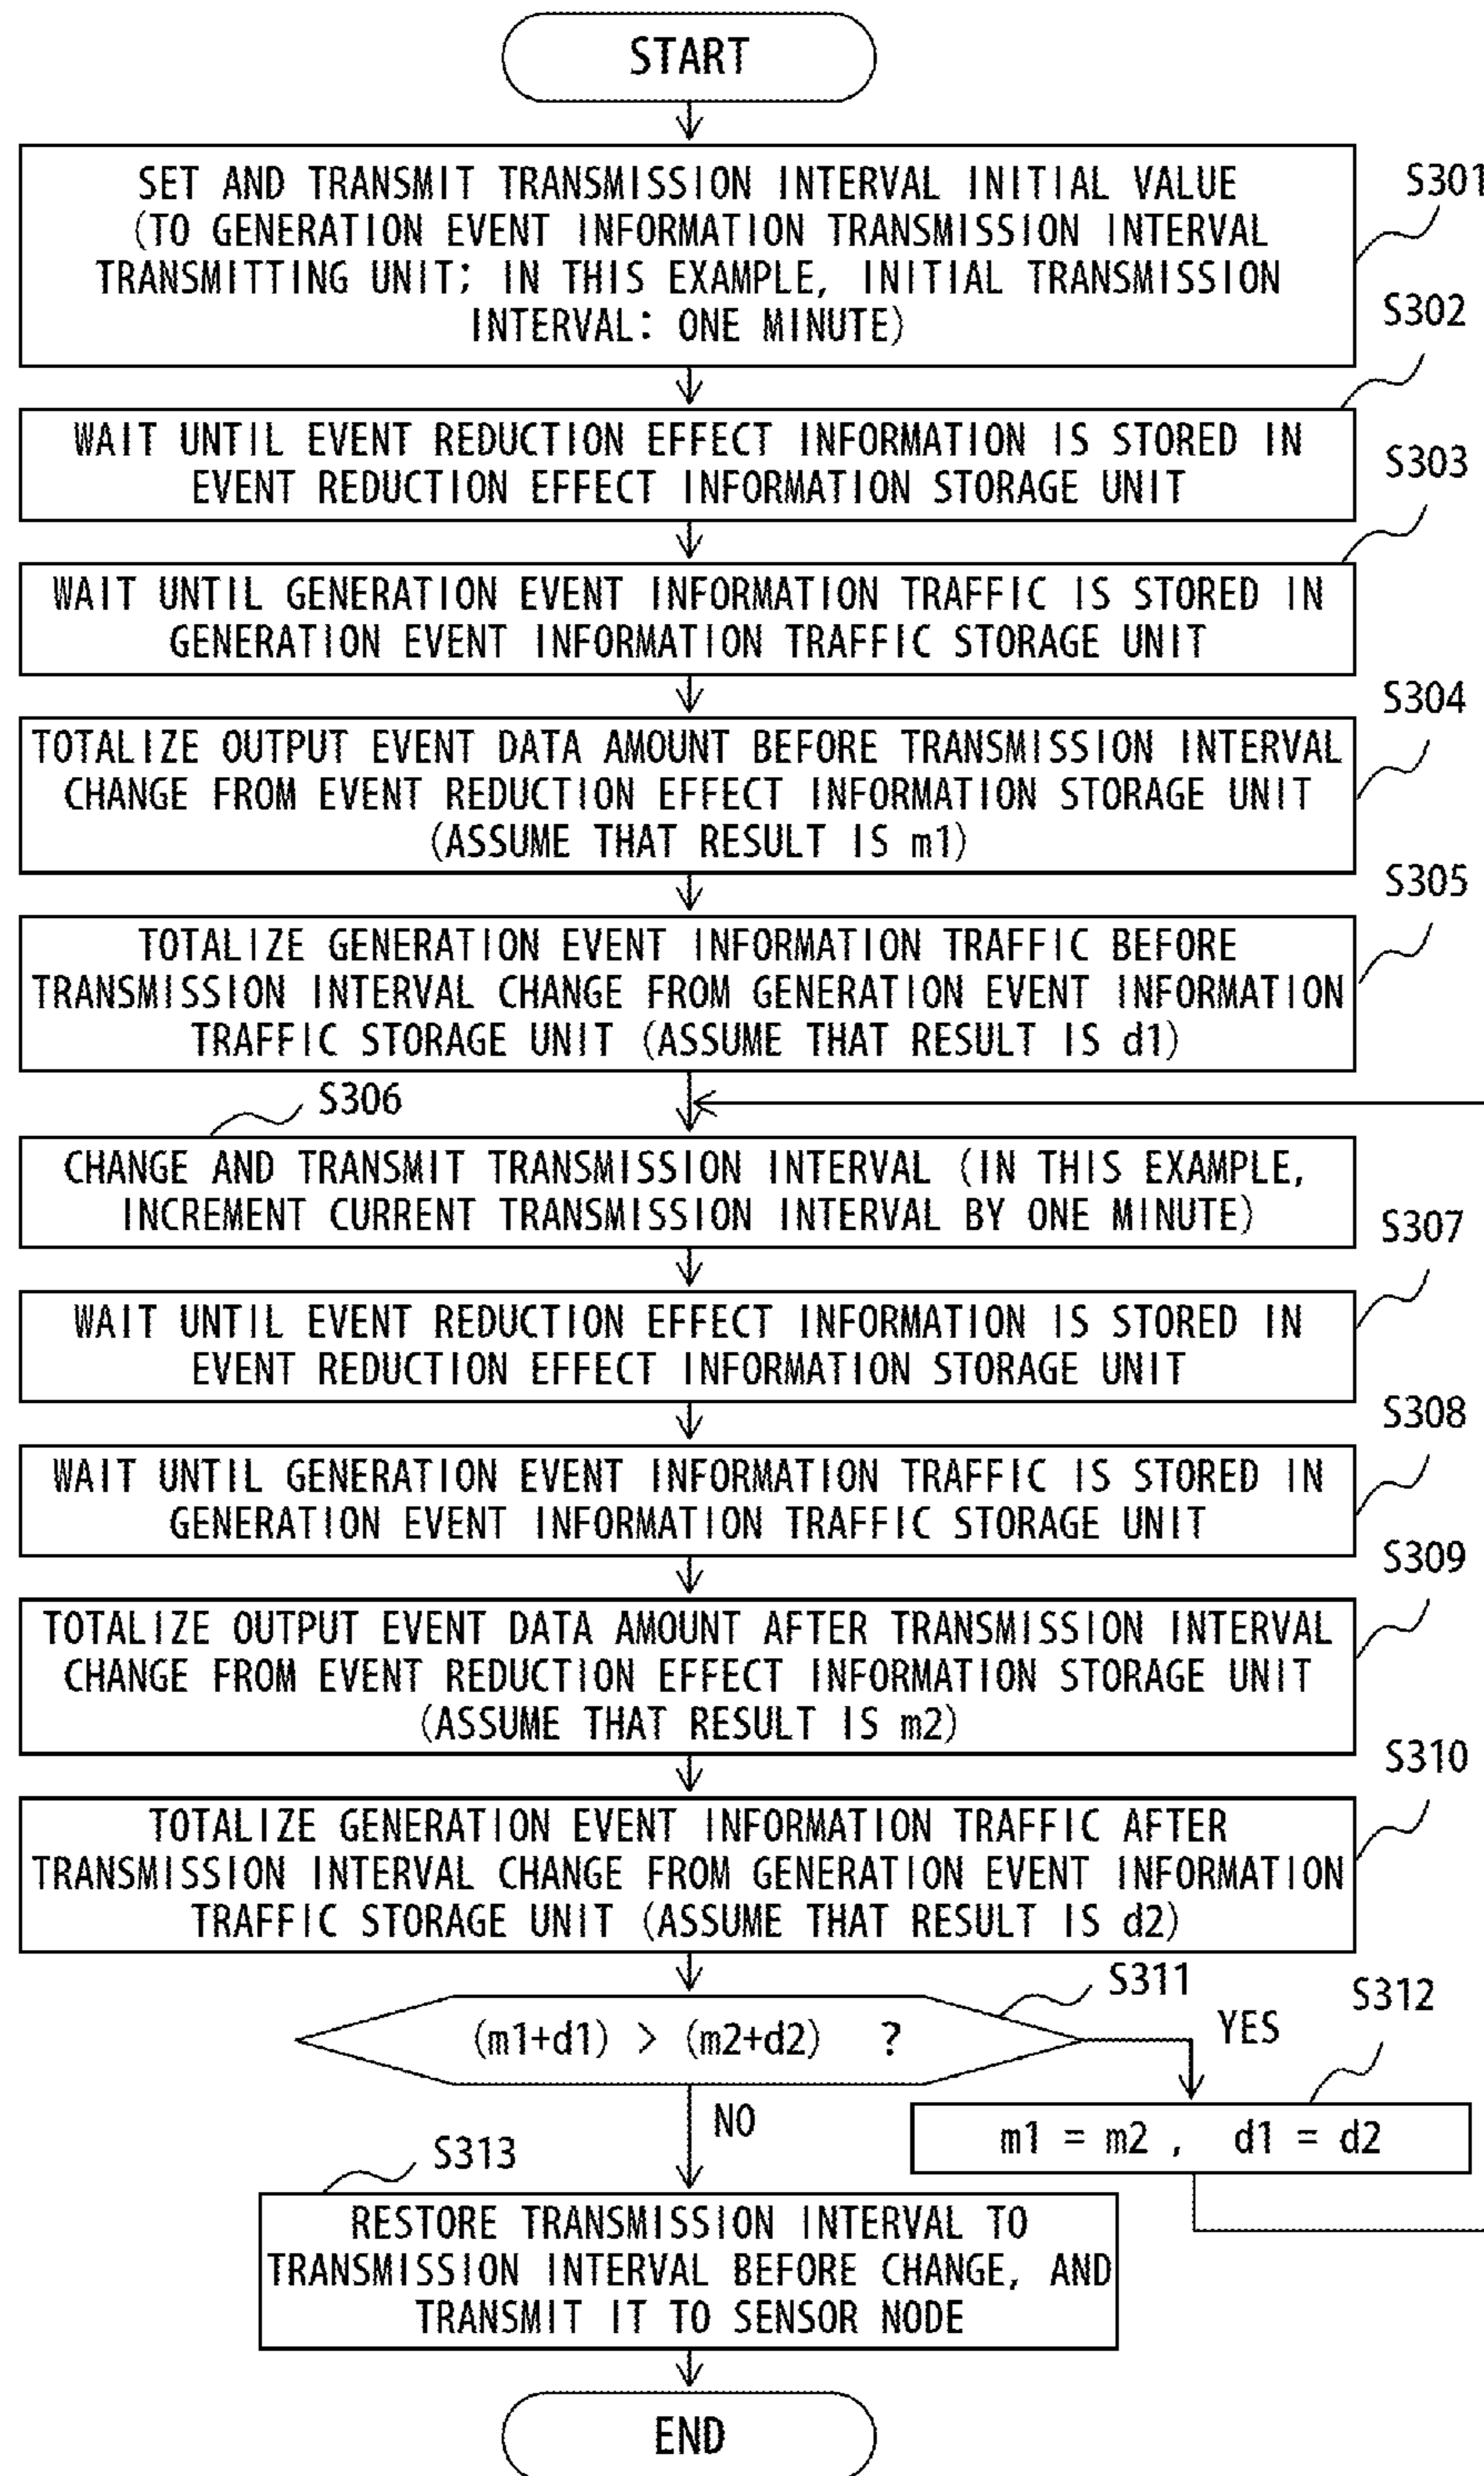 START
SET AND TRANSMIT TRANSMISSION INTERVAL INITIAL VALUE
(TO GENERATION EVENT INFORMATION TRANSMISSION INTERVAL
TRANSMITTING UNIT; IN THIS EXAMPLE, INITIAL TRANSMISSION
INTERVAL: ONE MINUTE)
S301
S302
WAIT UNTIL EVENT REDUCTION EFFECT INFORMATION IS STORED IN
EVENT REDUCTION EFFECT INFORMATION STORAGE UNIT
S303
WAIT UNTIL GENERATION EVENT INFORMATION TRAFFIC IS STORED IN
GENERATION EVENT INFORMATION TRAFFIC STORAGE UNIT
S304
TOTALIZE OUTPUT EVENT DATA AMOUNT BEFORE TRANSMISSION INTERVAL
CHANGE FROM EVENT REDUCTION EFFECT INFORMATION STORAGE UNIT
(ASSUME THAT RESULT IS m1)
S305
TOTALIZE GENERATION EVENT INFORMATION TRAFFIC BEFORE
TRANSMISSION INTERVAL CHANGE FROM GENERATION EVENT INFORMATION
TRAFFIC STORAGE UNIT (ASSUME THAT RESULT IS d1)
S306
CHANGE AND TRANSMIT TRANSMISSION INTERVAL (IN THIS EXAMPLE,
INCREMENT CURRENT TRANSMISSION INTERVAL BY ONE MINUTE)
S307
WAIT UNTIL EVENT REDUCTION EFFECT INFORMATION IS STORED IN
EVENT REDUCTION EFFECT INFORMATION STORAGE UNIT
S308
WAIT UNTIL GENERATION EVENT INFORMATION TRAFFIC IS STORED IN
GENERATION EVENT INFORMATION TRAFFIC STORAGE UNIT
S309
TOTALIZE OUTPUT EVENT DATA AMOUNT AFTER TRANSMISSION INTERVAL
CHANGE FROM EVENT REDUCTION EFFECT INFORMATION STORAGE UNIT
(ASSUME THAT RESULT IS m2)
S310
TOTALIZE GENERATION EVENT INFORMATION TRAFFIC AFTER
TRANSMISSION INTERVAL CHANGE FROM GENERATION EVENT INFORMATION
TRAFFIC STORAGE UNIT (ASSUME THAT RESULT IS d2)
S311
(m1+d1) > (m2+d2) ?
YES
S312
m1 = m2 , d1 = d2
NO
S313
RESTORE TRANSMISSION INTERVAL TO
TRANSMISSION INTERVAL BEFORE CHANGE, AND
TRANSMIT IT TO SENSOR NODE
END